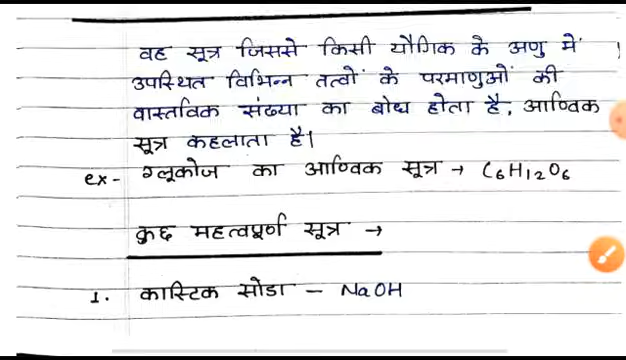 वह सूत्र जिससे किसी यौगिक के अणु में
उपस्थित विभिन्न तत्वों के परमाणुओं की
वास्तविक संख्या का बोध होता है, आण्विक
सूत्र कहलाता है।
ex- ग्लूकोज का आण्विक सूत्र → C6H12O6
कुछ महत्वपूर्ण सूत्र →
1. कास्टिक सोडा – NaOH